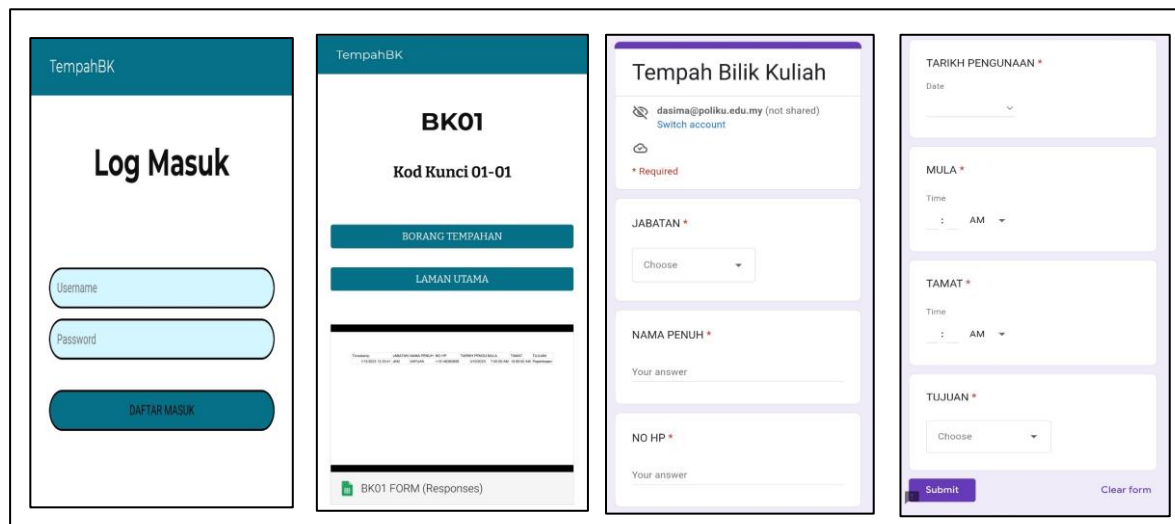 TempahBK
Log Masuk
Username
Password
DAFTAR MASUK
TempahBK
BK01
Kod Kunci 01-01
BORANG TEMPAHAN
LAMAN UTAMA
BK01 FORM (Responses)
Tempah Bilik Kuliah
dasima@poliku.edu.my (not shared)
Switch account
* Required
JABATAN *
Choose
NAMA PENUH *
Your answer
NO HP *
Your answer
TARIKH PENGUNAAN *
Date
MULA *
Time
: AM
TAMAT *
Time
: AM
TUJUAN *
Choose
Submit
Clear form